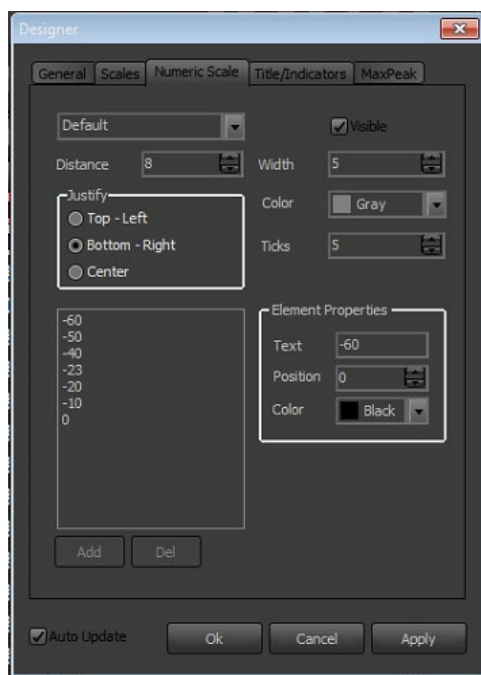 Designer
General Scales Numeric Scale Title/Indicators MaxPeak
Default Visible
Distance 8 Width 5
Justify
Top - Left
Color Gray
Bottom - Right
Ticks 5
Center
-60
-50
-40
-23
-20
-10
0
Element Properties
Text -60
Position 0
Color Black
Add Del
Auto Update Ok Cancel Apply